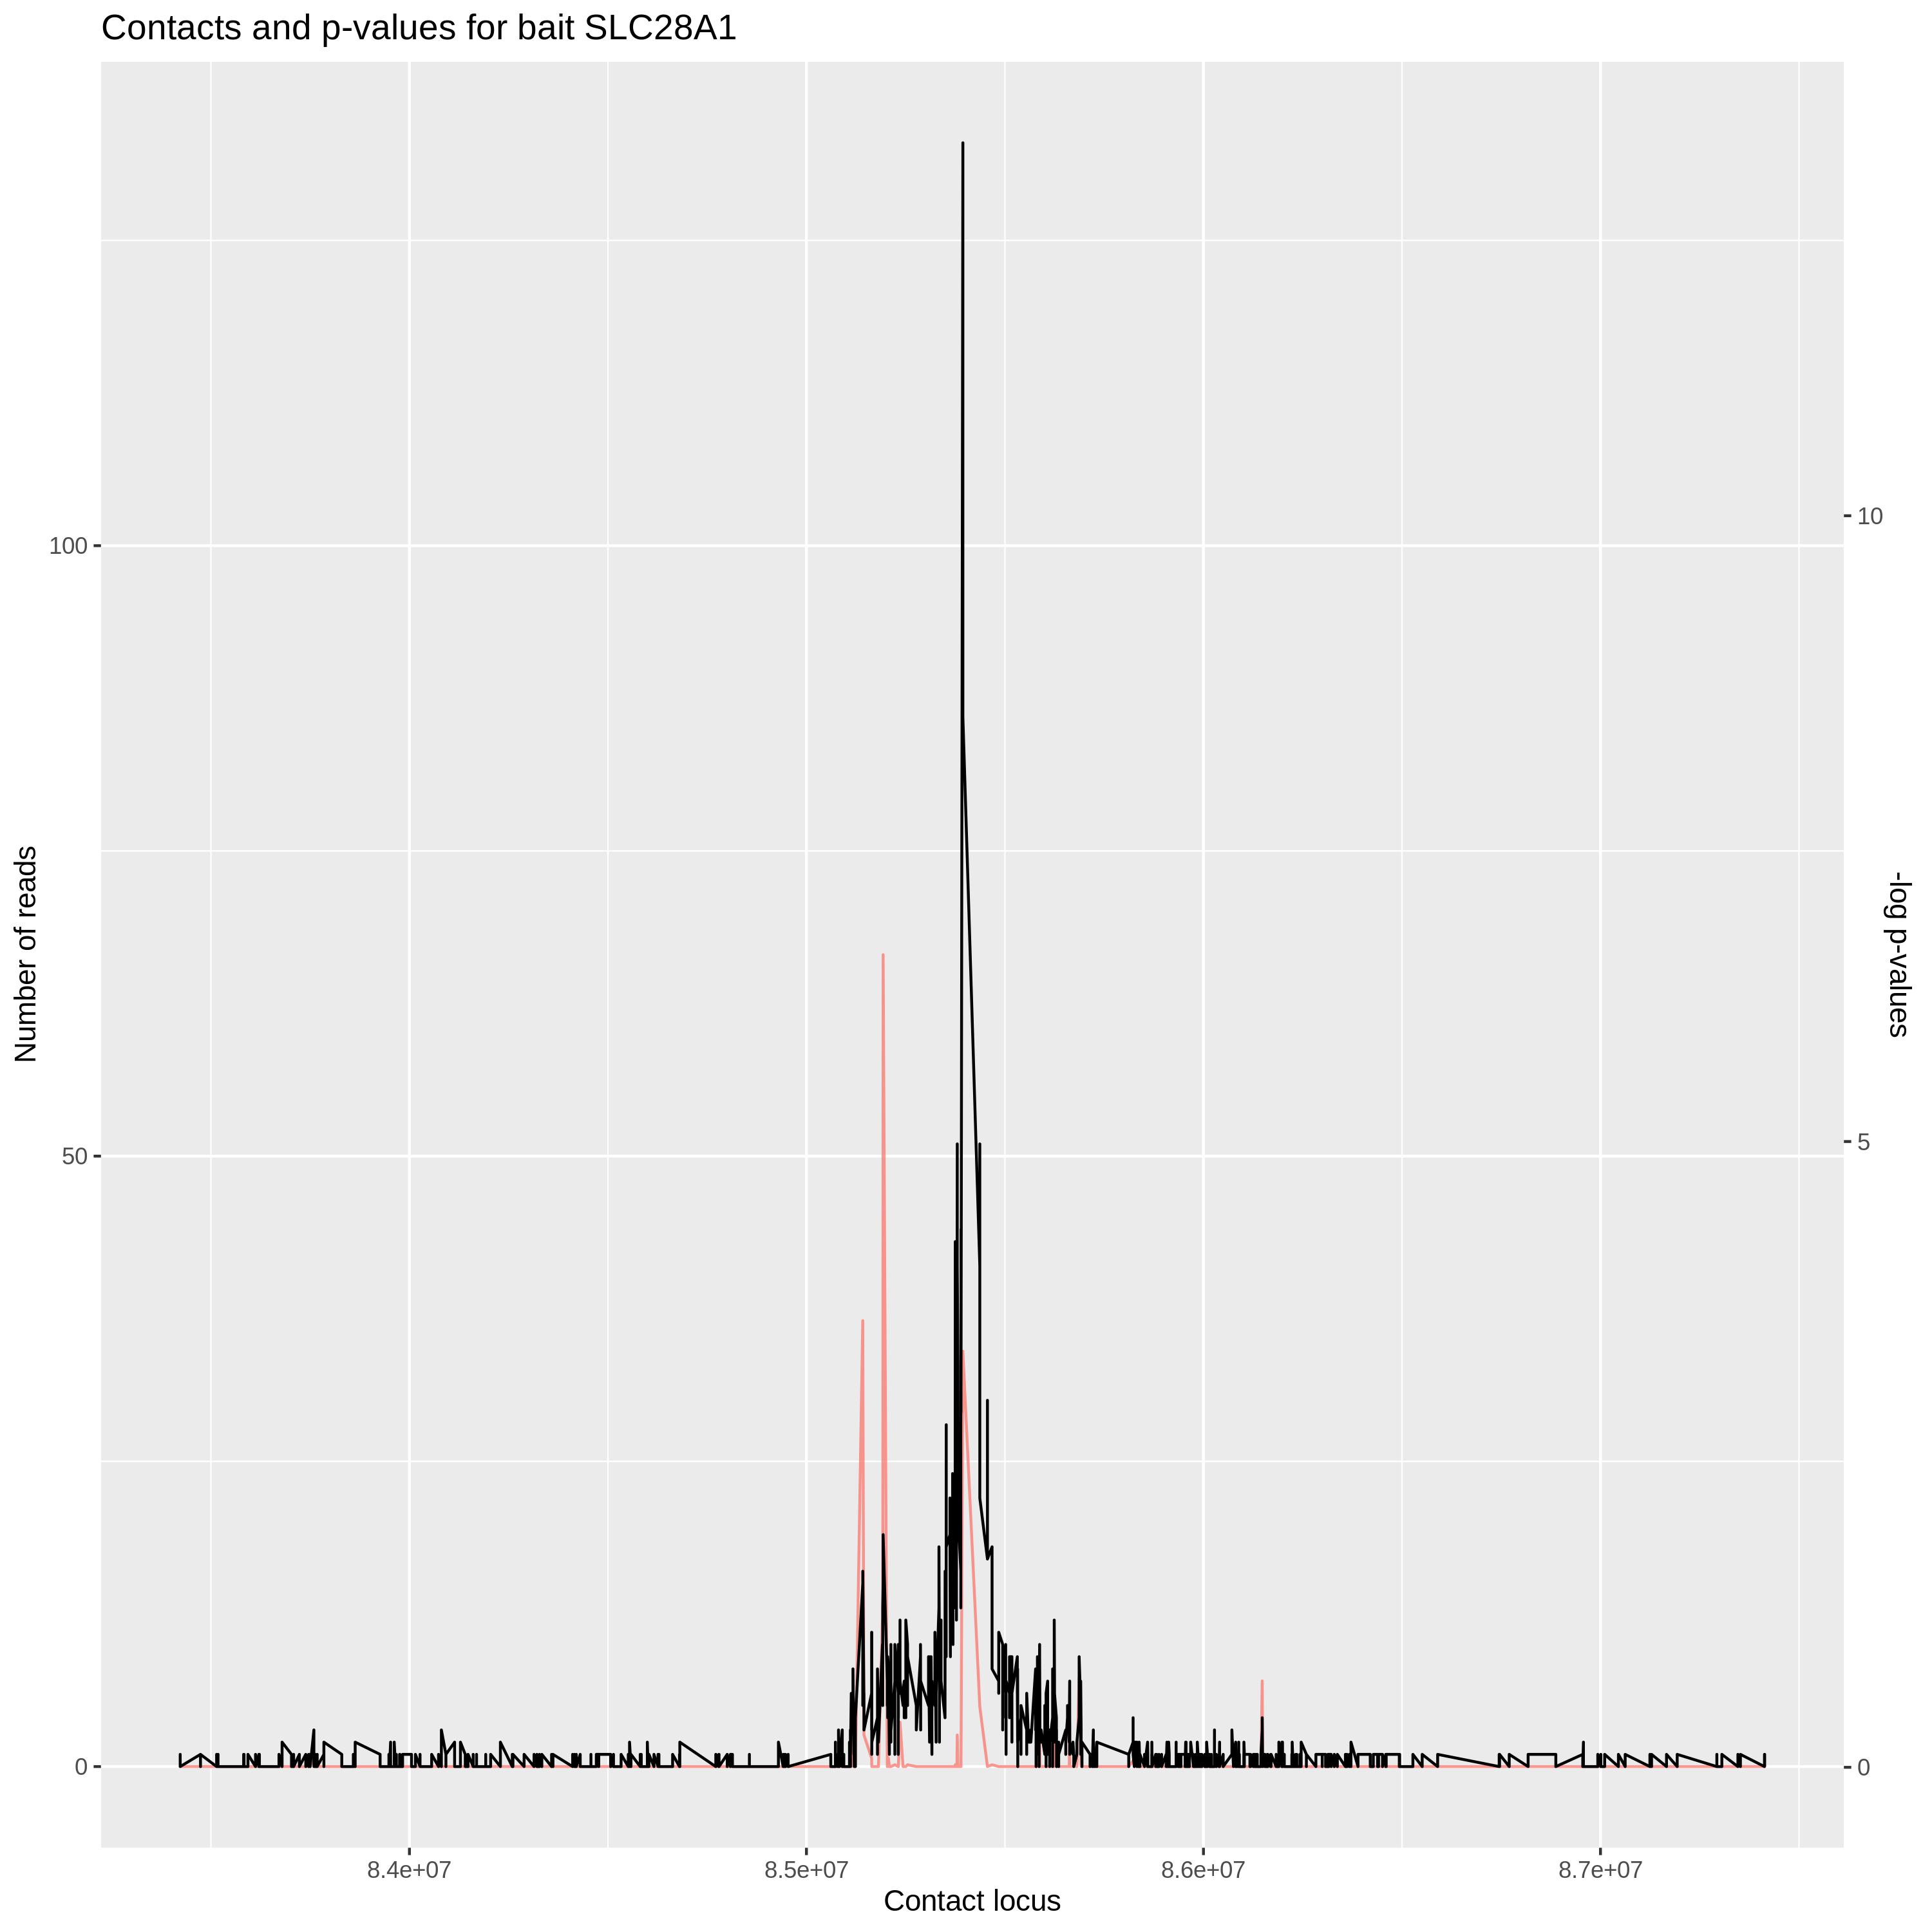 Contacts and p-values for bait SLC28A1
Number of reads
100
50
0
10
5
0
-log p-values
8.4e+07
8.5e+07
8.6e+07
8.7e+07
Contact locus